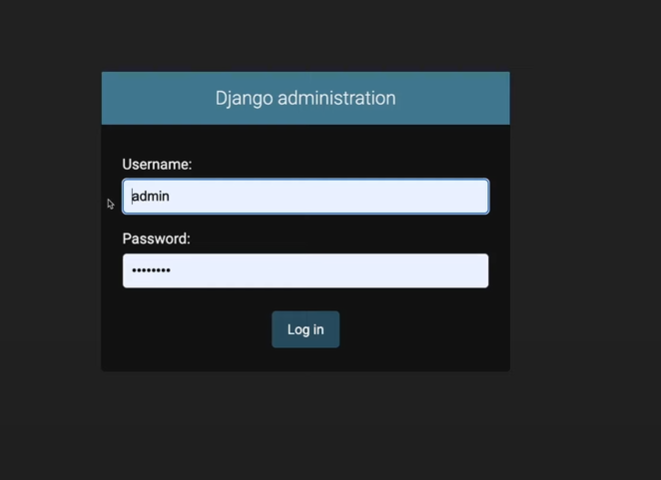 Django administration
Username:
admin
Password:
••••••••
Log in